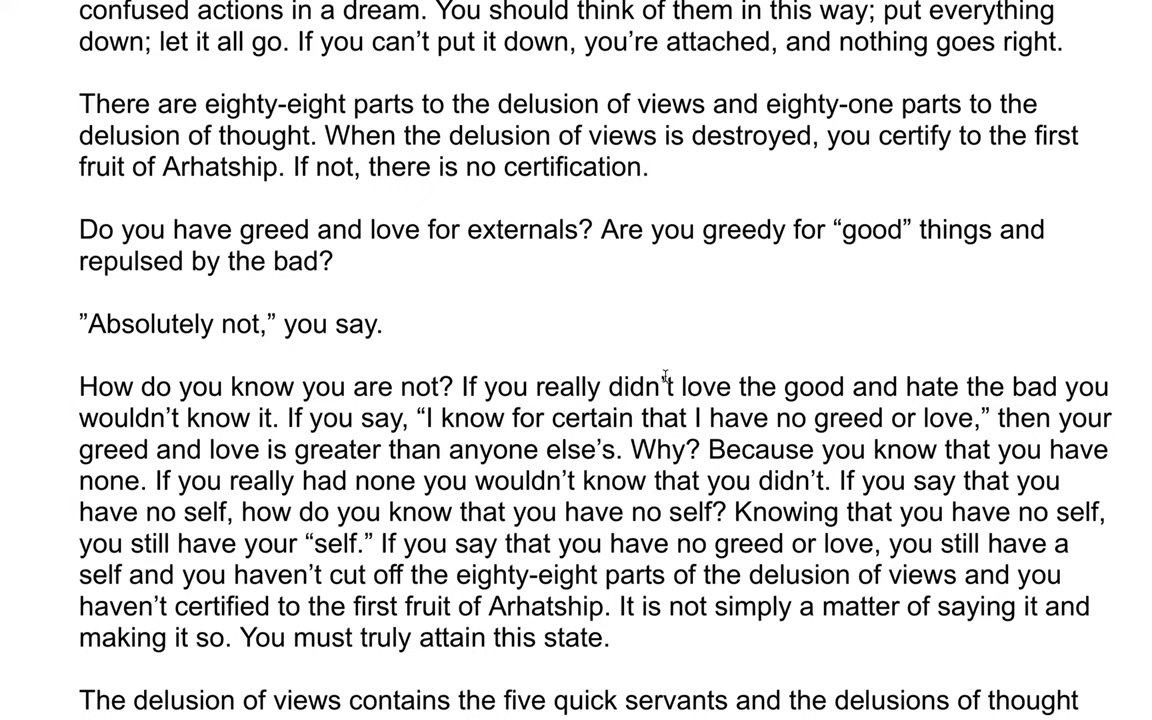 confused actions in a dream. You should think of them in this way; put everything
down; let it all go. If you can’t put it down, you’re attached, and nothing goes right.
There are eighty-eight parts to the delusion of views and eighty-one parts to the
delusion of thought. When the delusion of views is destroyed, you certify to the first
fruit of Arhatship. If not, there is no certification.
Do you have greed and love for externals? Are you greedy for “good” things and
repulsed by the bad?
”Absolutely not,” you say.
How do you know you are not? If you really didn’t love the good and hate the bad you
wouldn’t know it. If you say, “I know for certain that I have no greed or love,” then your
greed and love is greater than anyone else’s. Why? Because you know that you have
none. If you really had none you wouldn’t know that you didn’t. If you say that you
have no self, how do you know that you have no self? Knowing that you have no self,
you still have your “self.” If you say that you have no greed or love, you still have a
self and you haven’t cut off the eighty-eight parts of the delusion of views and you
haven’t certified to the first fruit of Arhatship. It is not simply a matter of saying it and
making it so. You must truly attain this state.
The delusion of views contains the five quick servants and the delusions of thought